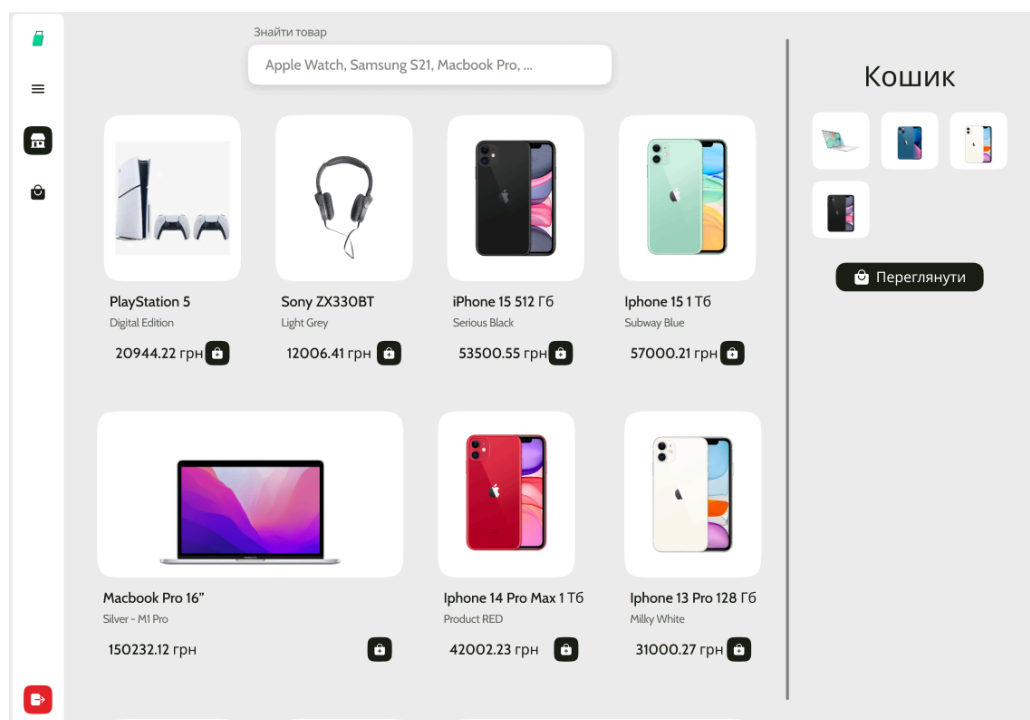 Знайти товар
Apple Watch, Samsung S21, Macbook Pro, ...
Кошик
Переглянути
PlayStation 5
Digital Edition
20944.22 грн
Sony ZX330BT
Light Grey
12006.41 грн
iPhone 15 512 Гб
Serious Black
53500.55 грн
Iphone 15 1 Тб
Subway Blue
57000.21 грн
Macbook Pro 16”
Silver - M1 Pro
150232.12 грн
Iphone 14 Pro Max 1 Тб
Product RED
42002.23 грн
Iphone 13 Pro 128 Гб
Milky White
31000.27 грн